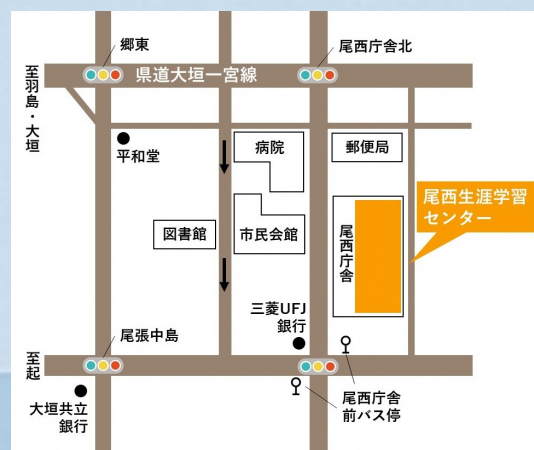 郷東
尾西庁舎北
県道大垣一宮線
至羽島・大垣
平和堂
病院
郵便局
尾西生涯学習
センター
図書館
市民会館
尾西庁舎
三菱UFJ
銀行
尾張中島
至起
大垣共立
銀行
尾西庁舎
前バス停